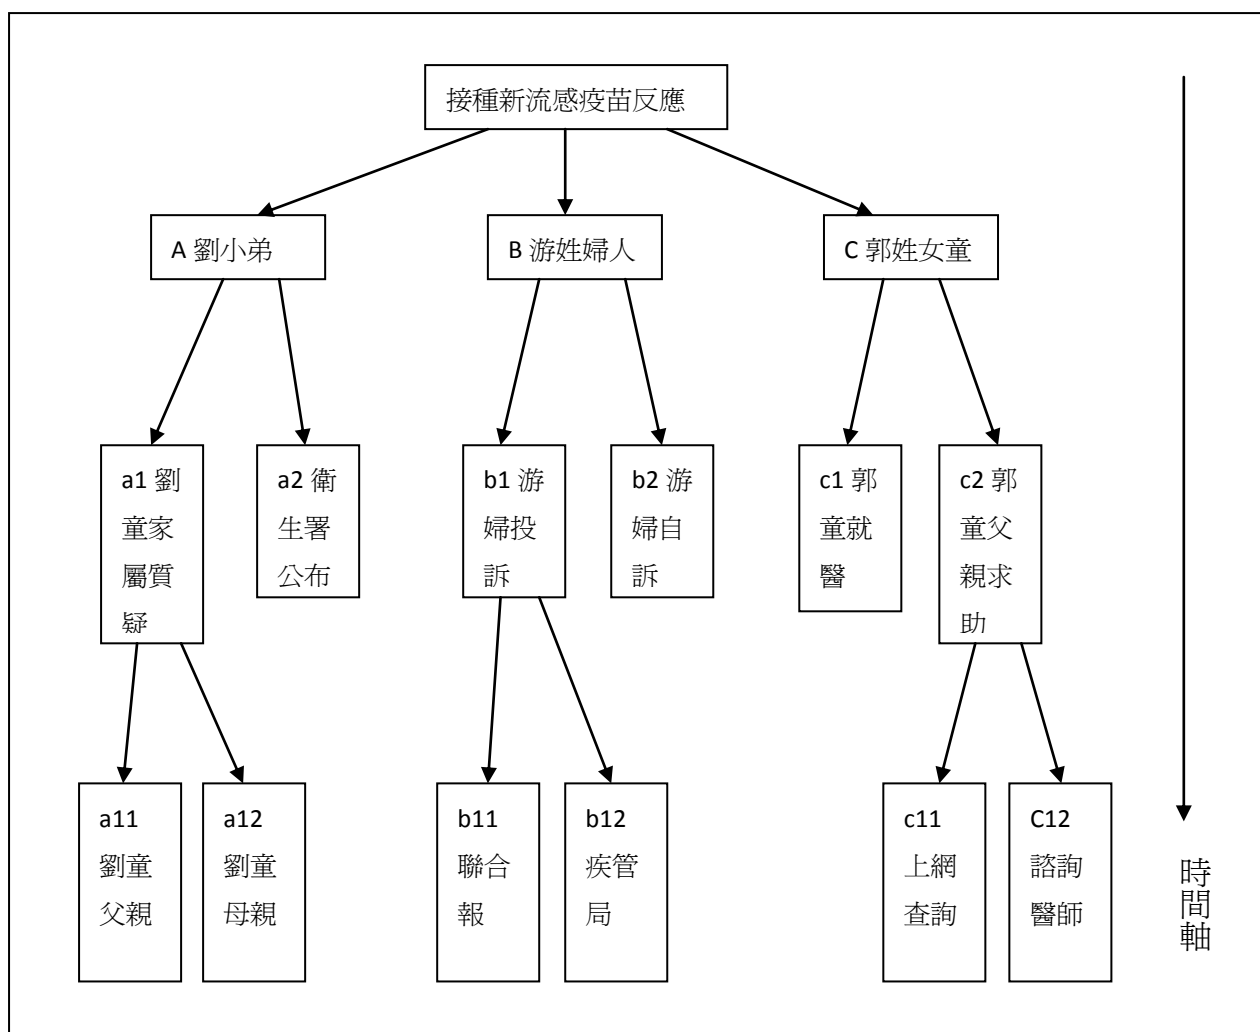 接種新流感疫苗反應
A 劉小弟
B 游姓婦人
C 郭姓女童
a1 劉
童家
屬質
疑
a2 衛
生署
公布
b1 游
婦投
訴
b2 游
婦自
訴
c1 郭
童就
醫
c2 郭
童父
親求
助
a11
劉童
父親
a12
劉童
母親
b11
聯合
報
b12
疾管
局
c11
上網
查詢
C12
諮詢
醫師
時間軸